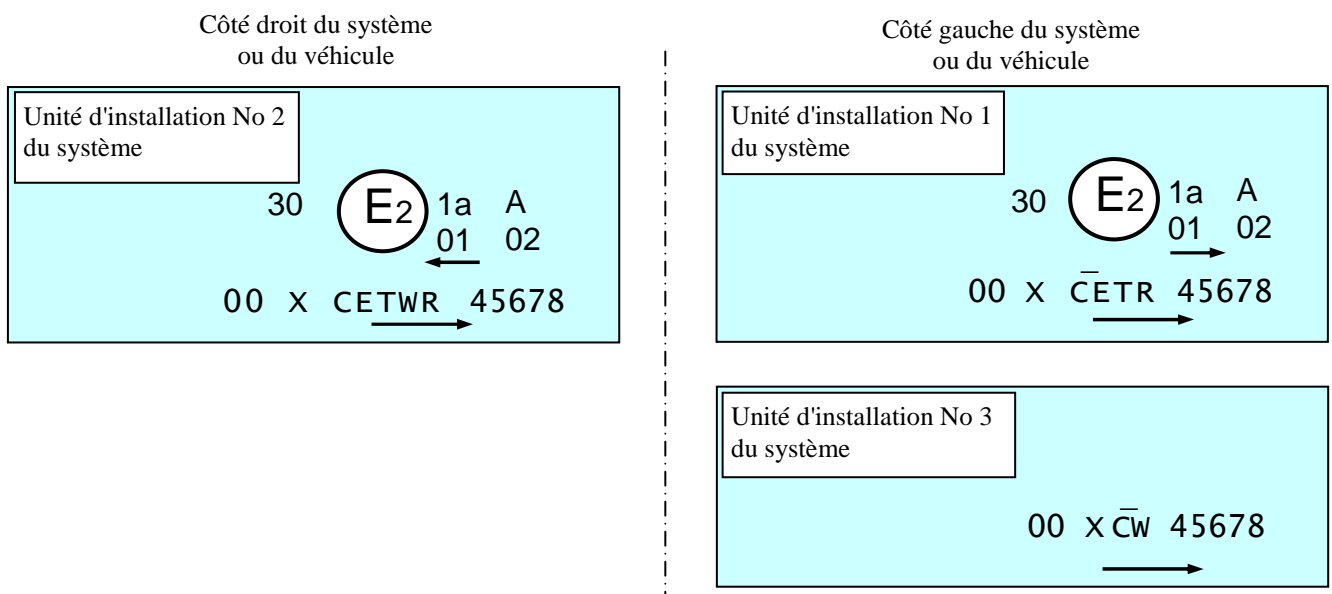 Côté droit du système
ou du véhicule
Unité d'installation No 2
du système
30 E2 1a A
01 02
00 X CETWR 45678
Côté gauche du système
ou du véhicule
Unité d'installation No 1
du système
30 E2 1a A
01 02
00 X C̅ETR 45678
Unité d'installation No 3
du système
00 X C̅W 45678